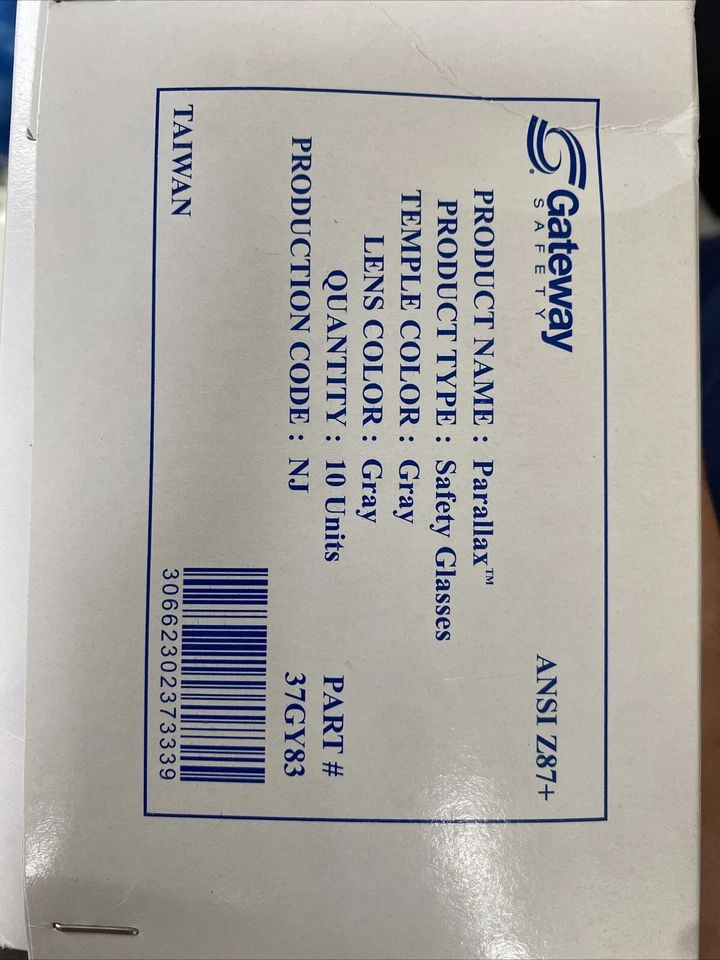 Gateway
SAFETY
ANSI Z87+
PRODUCT NAME : Parallax™
PRODUCT TYPE : Safety Glasses
TEMPLE COLOR : Gray
LENS COLOR : Gray
QUANTITY : 10 Units
PRODUCTION CODE : NJ
PART #
37GY83
TAIWAN
30662302373339